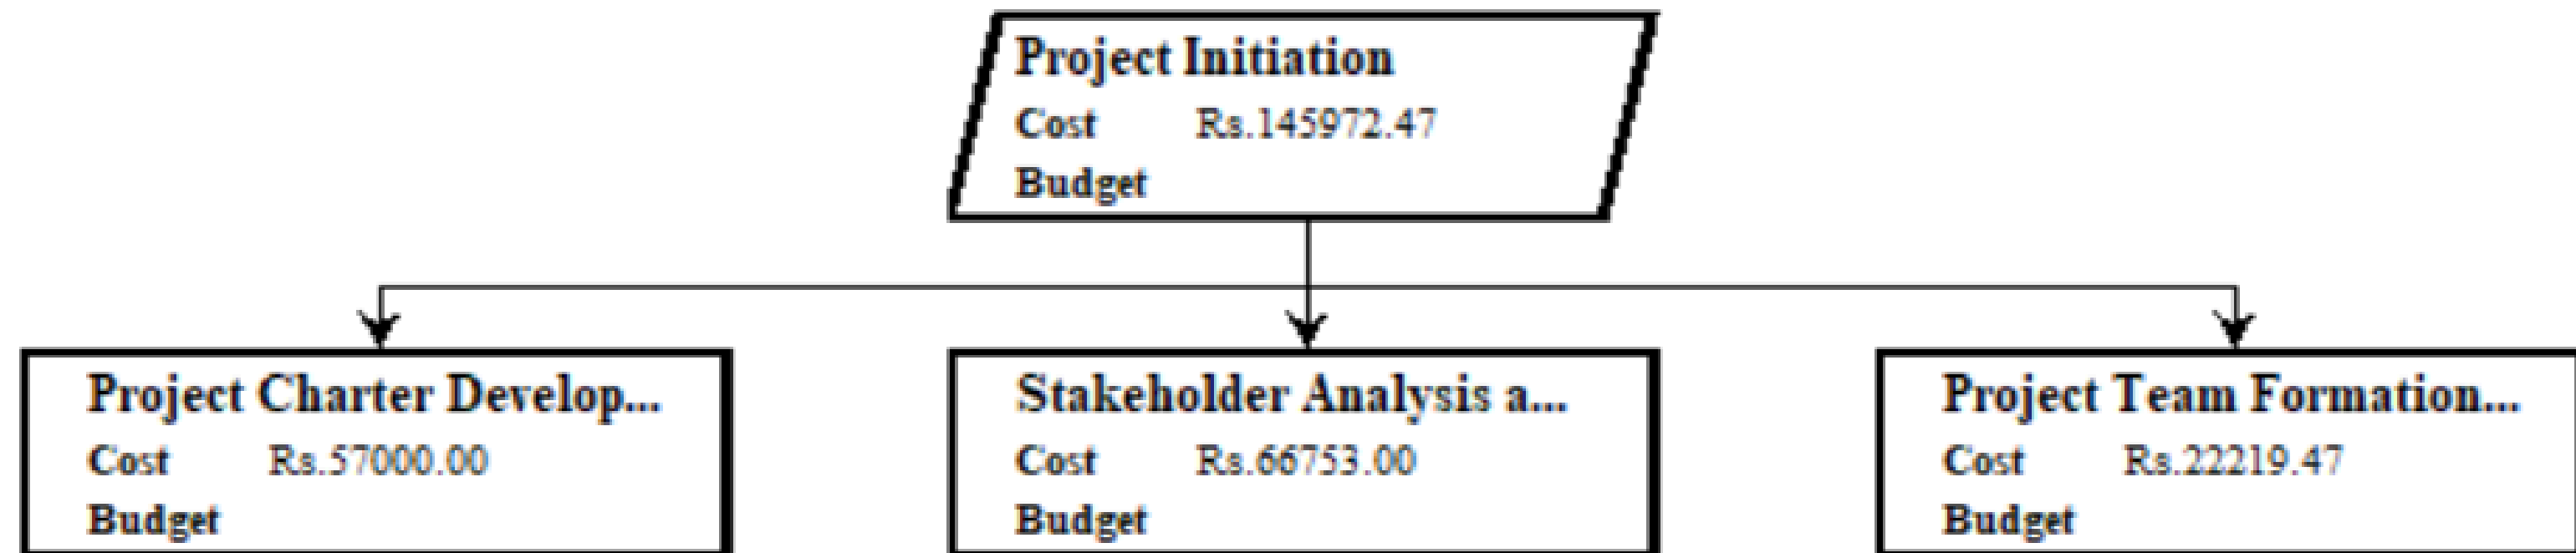 Project Initiation
Cost Rs.145972.47
Budget
Project Charter Develop...
Cost Rs.57000.00
Budget
Stakeholder Analysis a...
Cost Rs.66753.00
Budget
Project Team Formation...
Cost Rs.22219.47
Budget